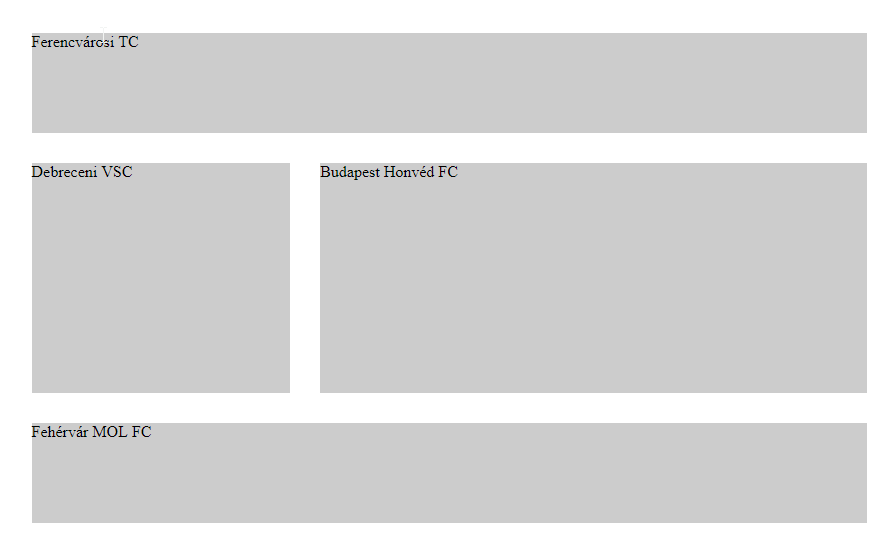 Ferencvárosi TC
Debreceni VSC
Budapest Honvéd FC
Fehérvár MOL FC